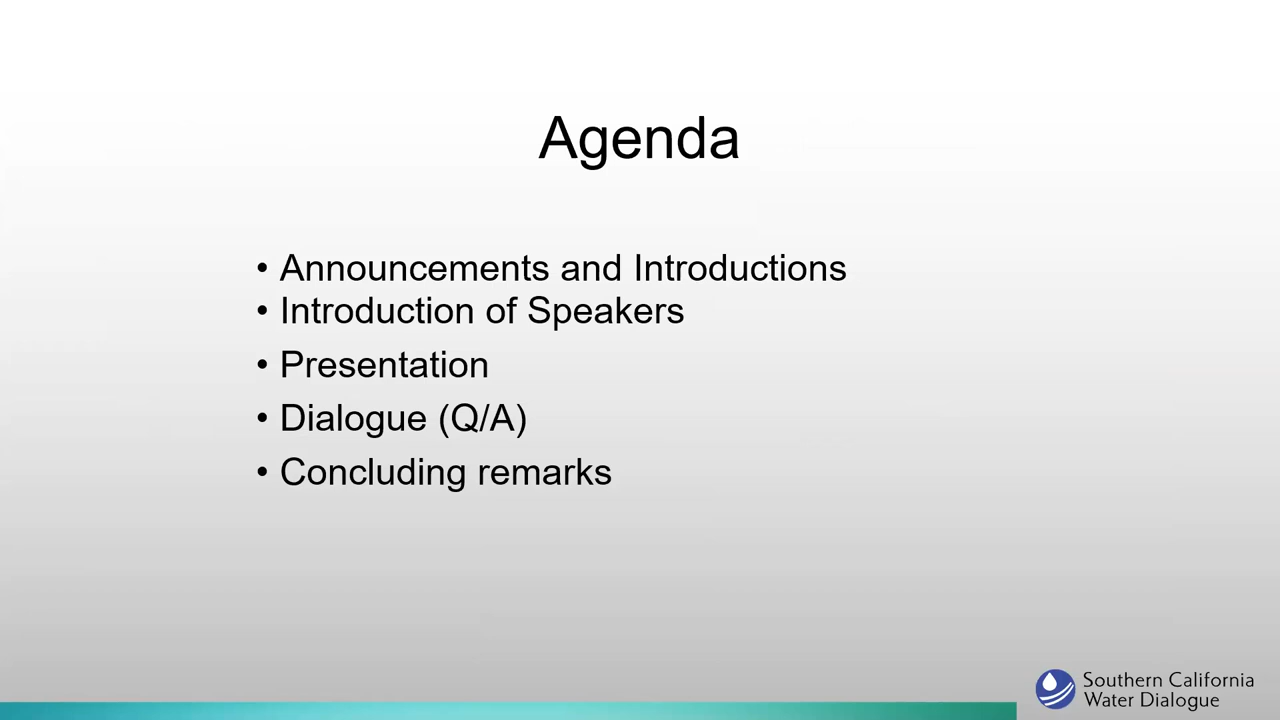 Agenda
• Announcements and Introductions
• Introduction of Speakers
• Presentation
• Dialogue (Q/A)
• Concluding remarks
Southern California
Water Dialogue